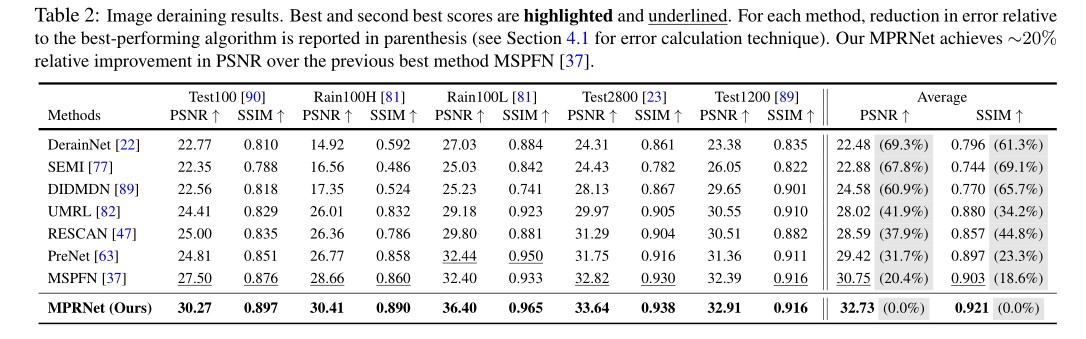 Table 2: Image deraining results. Best and second best scores are highlighted and underlined. For each method, reduction in error relative
to the best-performing algorithm is reported in parenthesis (see Section 4.1 for error calculation technique). Our MPRNet achieves ∼20%
relative improvement in PSNR over the previous best method MSPFN [37].
Test100 [90] Rain100H [81] Rain100L [81] Test2800 [23] Test1200 [89] Average
Methods PSNR ↑ SSIM ↑ PSNR ↑ SSIM ↑ PSNR ↑ SSIM ↑ PSNR ↑ SSIM ↑ PSNR ↑ SSIM ↑ PSNR ↑ SSIM ↑
DerainNet [22] 22.77 0.810 14.92 0.592 27.03 0.884 24.31 0.861 23.38 0.835 22.48 (69.3%) 0.796 (61.3%)
SEMI [77] 22.35 0.788 16.56 0.486 25.03 0.842 24.43 0.782 26.05 0.822 22.88 (67.8%) 0.744 (69.1%)
DIDMDN [89] 22.56 0.818 17.35 0.524 25.23 0.741 28.13 0.867 29.65 0.901 24.58 (60.9%) 0.770 (65.7%)
UMRL [82] 24.41 0.829 26.01 0.832 29.18 0.923 29.97 0.905 30.55 0.910 28.02 (41.9%) 0.880 (34.2%)
RESCAN [47] 25.00 0.835 26.36 0.786 29.80 0.881 31.29 0.904 30.51 0.882 28.59 (37.9%) 0.857 (44.8%)
PreNet [63] 24.81 0.851 26.77 0.858 32.44 0.950 31.75 0.916 31.36 0.911 29.42 (31.7%) 0.897 (23.3%)
MSPFN [37] 27.50 0.876 28.66 0.860 32.40 0.933 32.82 0.930 32.39 0.916 30.75 (20.4%) 0.903 (18.6%)
MPRNet (Ours) 30.27 0.897 30.41 0.890 36.40 0.965 33.64 0.938 32.91 0.916 32.73 (0.0%) 0.921 (0.0%)